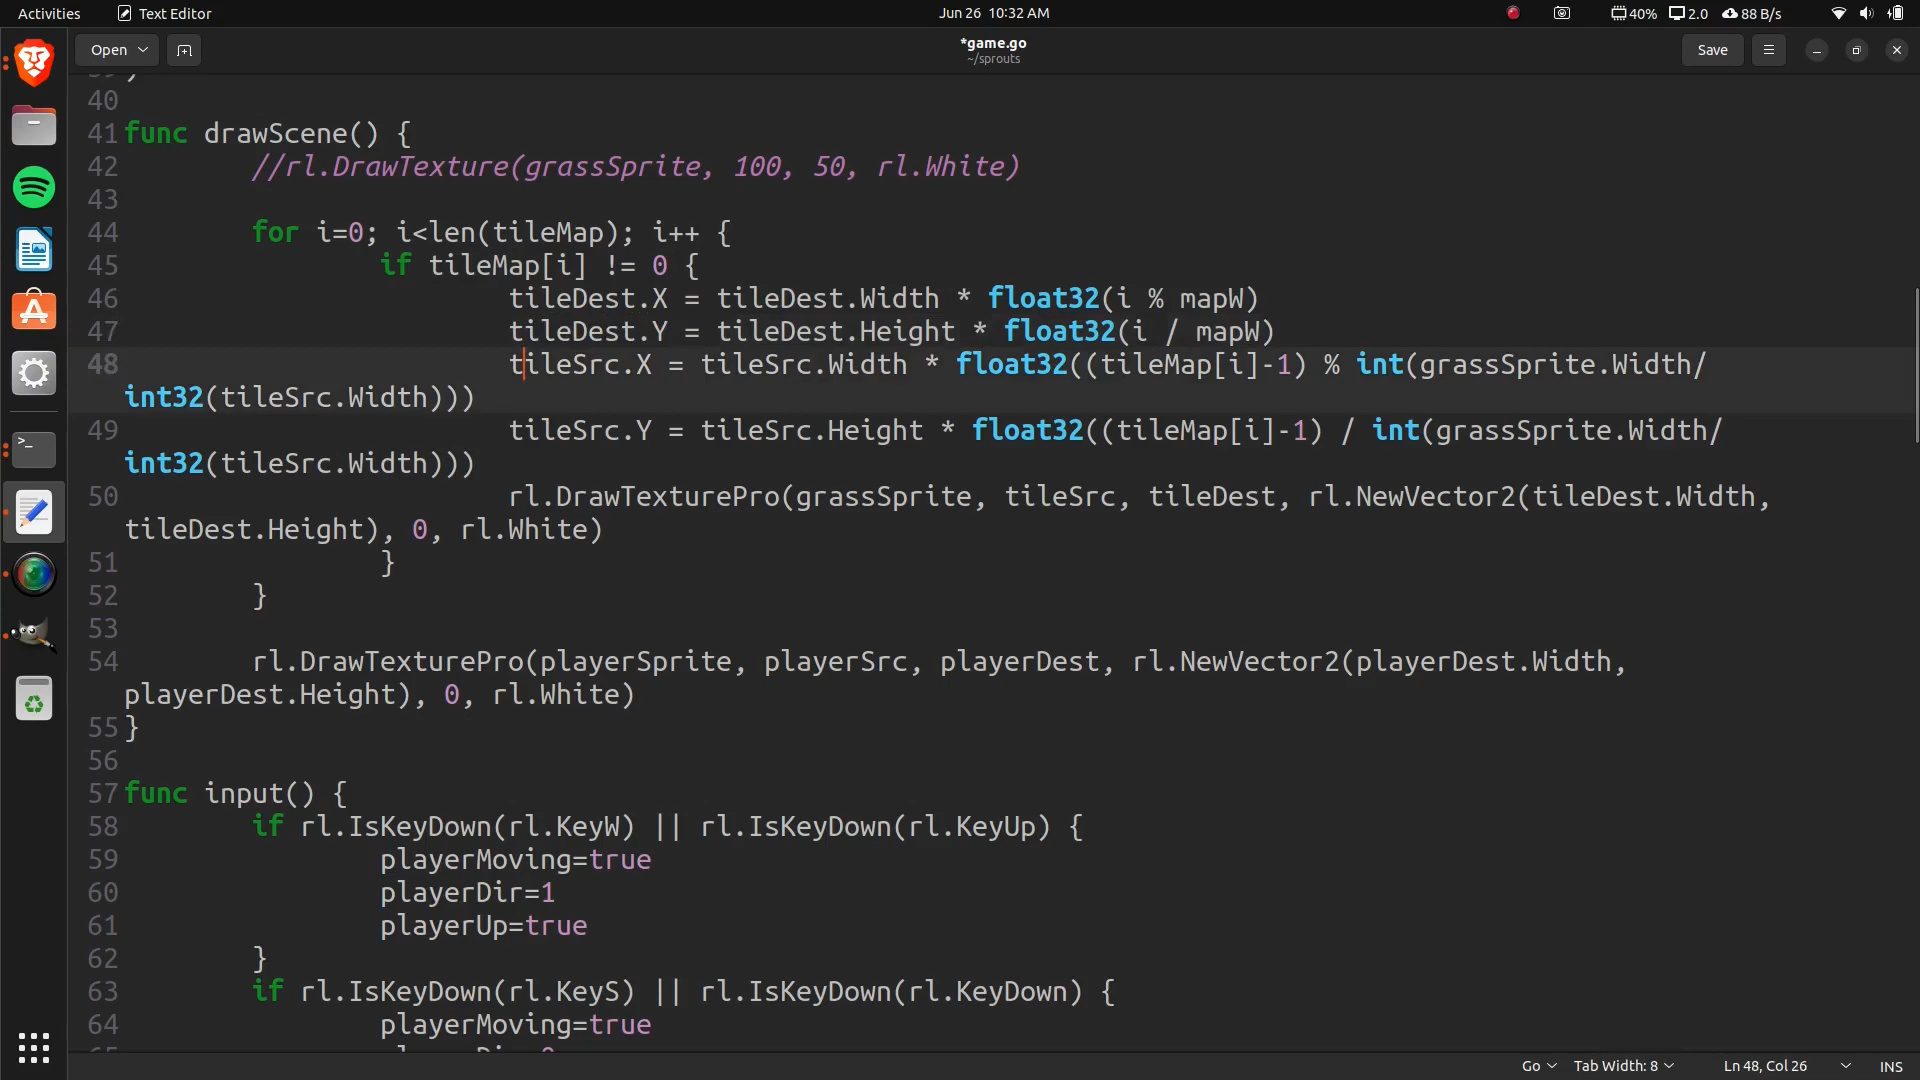 Activities Text Editor Jun 26 10:32 AM 40% 2.0 88 B/s
Open *game.go Save
~/sprouts
40
41 func drawScene() {
42 //rl.DrawTexture(grassSprite, 100, 50, rl.White)
43
44 for i=0; i<len(tileMap); i++ {
45 if tileMap[i] != 0 {
46 tileDest.X = tileDest.Width * float32(i % mapW)
47 tileDest.Y = tileDest.Height * float32(i / mapW)
48 tileSrc.X = tileSrc.Width * float32((tileMap[i]-1) % int(grassSprite.Width/
int32(tileSrc.Width)))
49 tileSrc.Y = tileSrc.Height * float32((tileMap[i]-1) / int(grassSprite.Width/
int32(tileSrc.Width)))
50 rl.DrawTexturePro(grassSprite, tileSrc, tileDest, rl.NewVector2(tileDest.Width,
tileDest.Height), 0, rl.White)
51 }
52 }
53
54 rl.DrawTexturePro(playerSprite, playerSrc, playerDest, rl.NewVector2(playerDest.Width,
playerDest.Height), 0, rl.White)
55 }
56
57 func input() {
58 if rl.IsKeyDown(rl.KeyW) || rl.IsKeyDown(rl.KeyUp) {
59 playerMoving=true
60 playerDir=1
61 playerUp=true
62 }
63 if rl.IsKeyDown(rl.KeyS) || rl.IsKeyDown(rl.KeyDown) {
64 playerMoving=true
Go Tab Width: 8 Ln 48, Col 26 INS